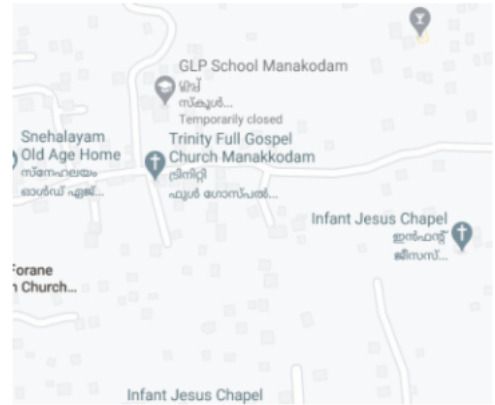 GLP School Manakodam
ജിപ്
സ്കൂൾ...
Temporarily closed
Snehalayam
Old Age Home
സ്നേഹലയം
ഓൾഡ് ഏജ്...
Trinity Full Gospel
Church Manakkodam
ട്രിനിറ്റി
ഫുൾ ഗോസ്പൽ...
Infant Jesus Chapel
ഇൻഫന്റ്
ജീസസ്...
Forane
Church...
Infant Jesus Chapel